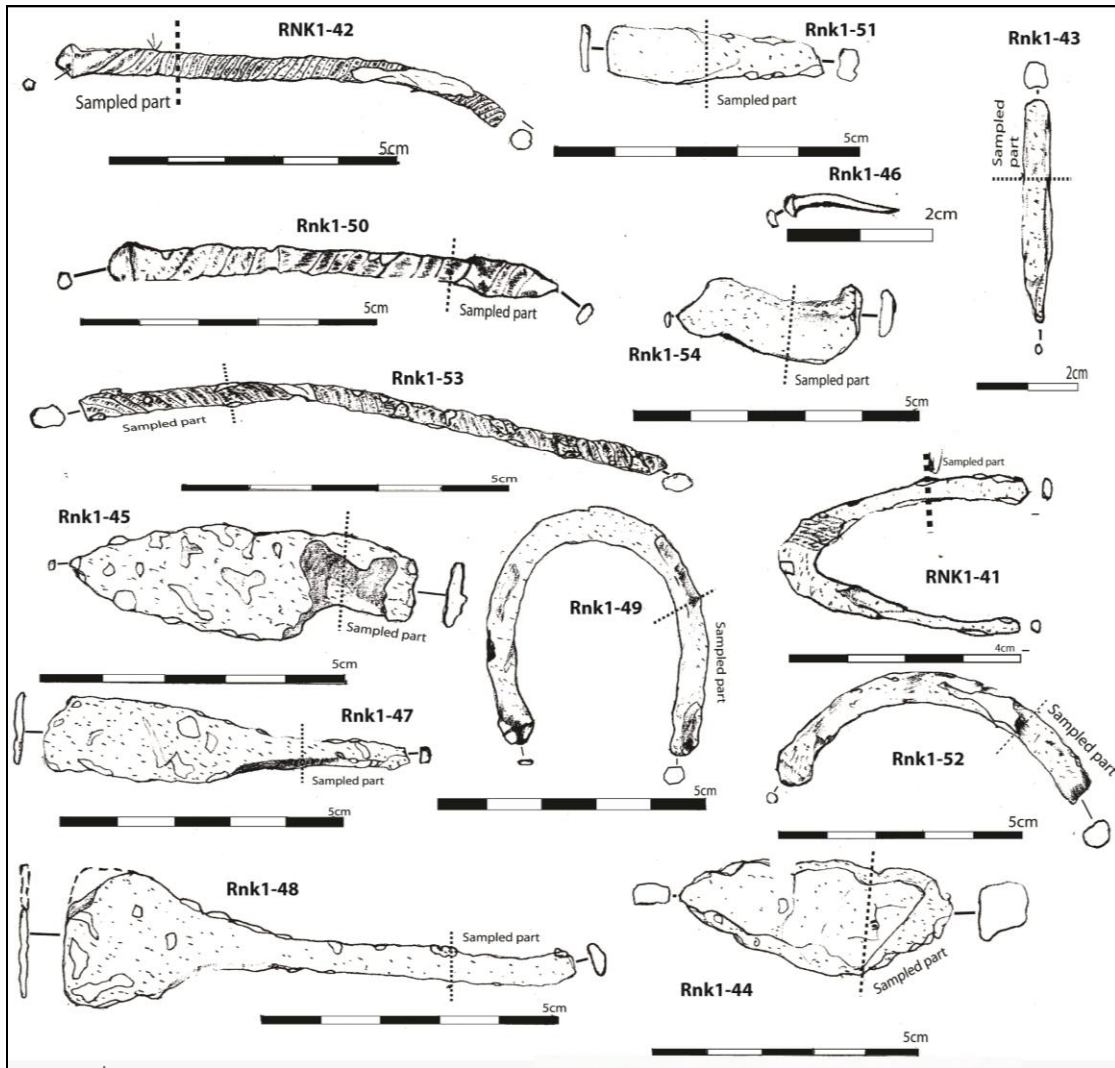 RNK1-42
Sampled part
5cm
Rnk1-51
Sampled part
5cm
Rnk1-43
Sampled part
2cm
Rnk1-46
2cm
Rnk1-50
Sampled part
5cm
Rnk1-54
Sampled part
5cm
Rnk1-53
Sampled part
5cm
Rnk1-45
Sampled part
5cm
Rnk1-49
Sampled part
5cm
Sampled part
RNK1-41
4cm
Rnk1-47
Sampled part
5cm
Sampled part
Rnk1-52
5cm
Rnk1-48
Sampled part
5cm
Rnk1-44
Sampled part
5cm